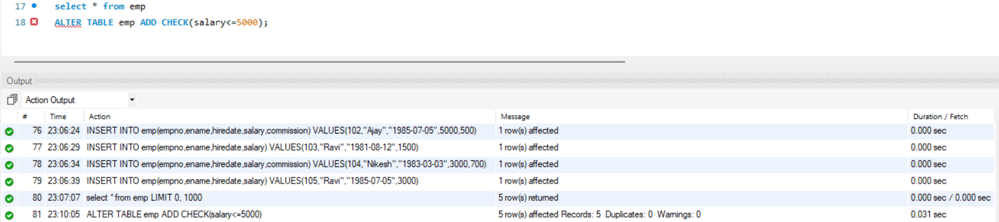 17 select * from emp
18 ALTER TABLE emp ADD CHECK(salary<=5000);
Output
Action Output
# Time Action Message Duration / Fetch
76 23:06:24 INSERT INTO emp(empno,ename,hiredate,salary,commission) VALUES(102,"Ajay","1985-07-05",5000,500) 1 row(s) affected 0.000 sec
77 23:06:29 INSERT INTO emp(empno,ename,hiredate,salary) VALUES(103,"Ravi","1981-08-12",1500) 1 row(s) affected 0.000 sec
78 23:06:34 INSERT INTO emp(empno,ename,hiredate,salary,commission) VALUES(104,"Nikesh","1983-03-03",3000,700) 1 row(s) affected 0.000 sec
79 23:06:39 INSERT INTO emp(empno,ename,hiredate,salary) VALUES(105,"Ravi","1985-07-05",3000) 1 row(s) affected 0.000 sec
80 23:07:07 select * from emp LIMIT 0, 1000 5 row(s) returned 0.000 sec / 0.000 sec
81 23:10:05 ALTER TABLE emp ADD CHECK(salary<=5000) 5 row(s) affected Records: 5 Duplicates: 0 Warnings: 0 0.031 sec